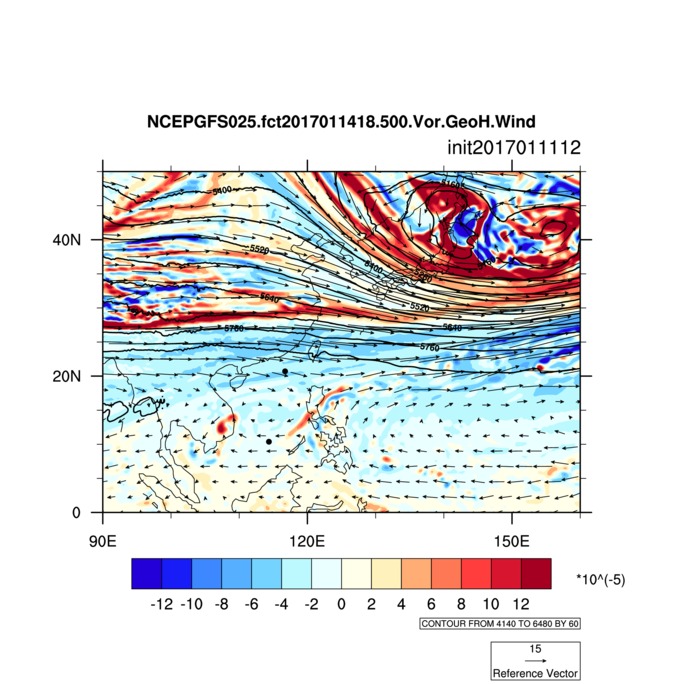 NCEPGFS025.fct2017011418.500.Vor.GeoH.Wind
init2017011112
5160
5400
40N
5520
5400
5280
5520
5640
5640
5760
5760
20N
0
90E 120E 150E
-12 -10 -8 -6 -4 -2 0 2 4 6 8 10 12
*10^(-5)
CONTOUR FROM 4140 TO 6480 BY 60
15
Reference Vector